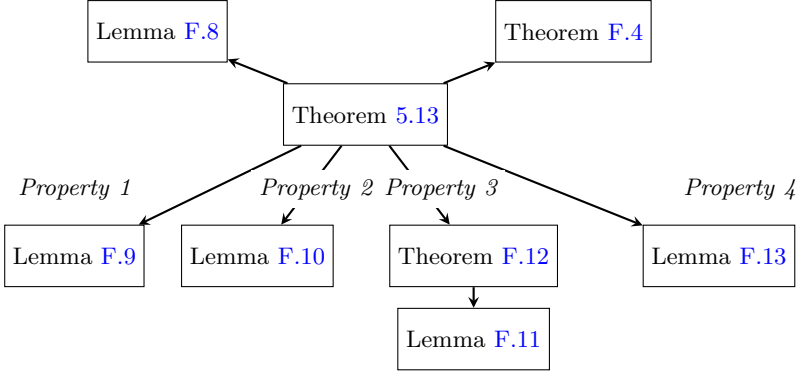 Lemma F.8
Theorem F.4
Theorem 5.13
Property 1
Property 2
Property 3
Property 4
Lemma F.9
Lemma F.10
Theorem F.12
Lemma F.13
Lemma F.11